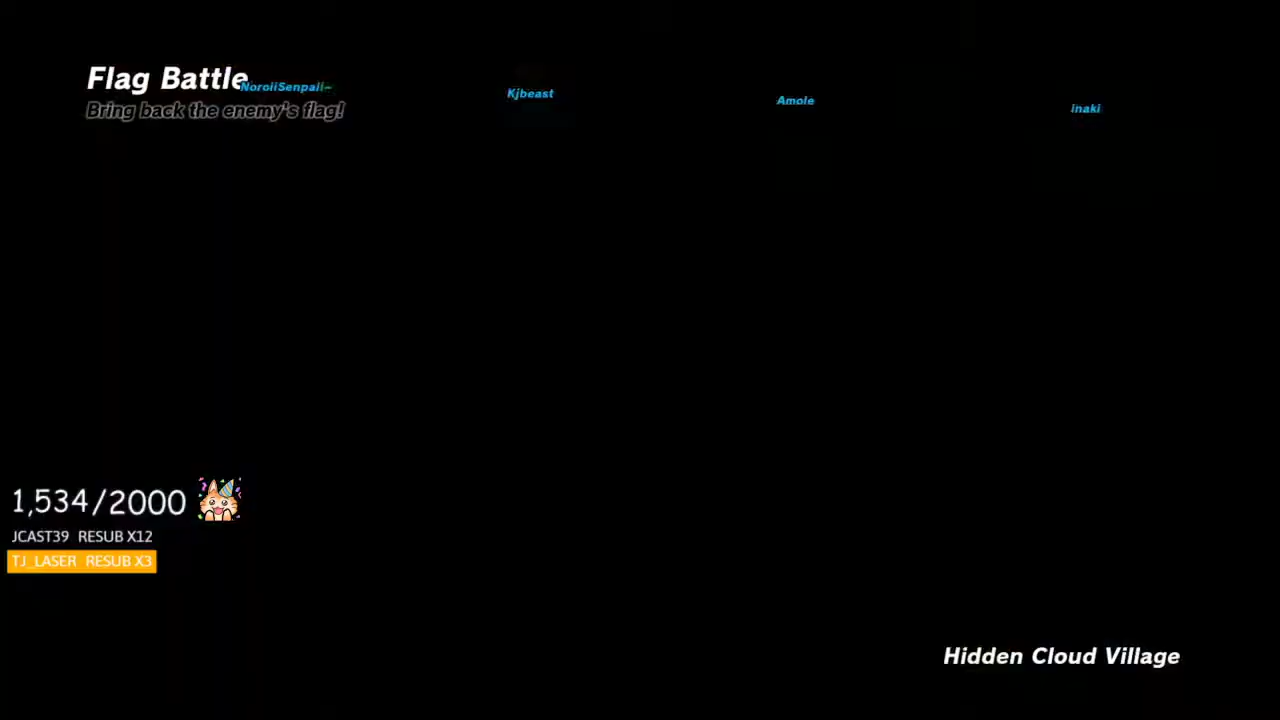 Flag Battle
NoroiiSenpaii~
Kjbeast
Amole
inaki
Bring back the enemy's flag!
1,534/2000
JCAST39 RESUB X12
TJ_LASER RESUB X3
Hidden Cloud Village